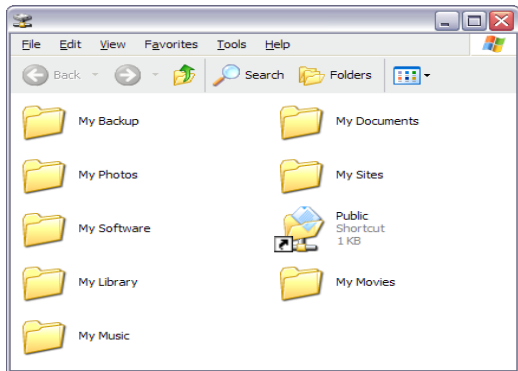 File Edit View Favorites Tools Help
Back Search Folders
My Backup My Documents
My Photos My Sites
My Software Public
Shortcut
1 KB
My Library My Movies
My Music